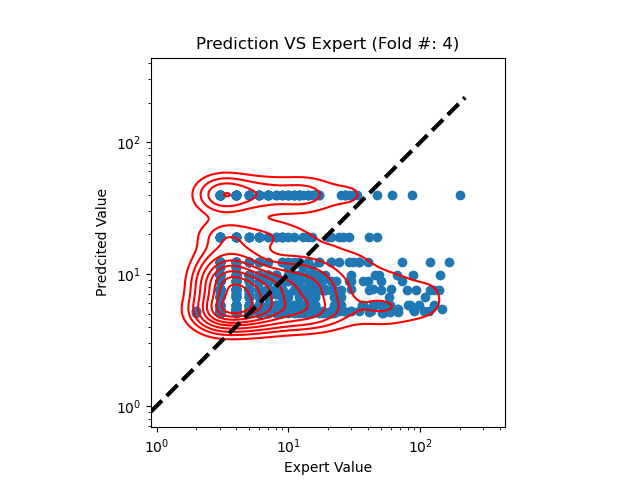 Prediction VS Expert (Fold #: 4)
Predcited Value
10²
10¹
10⁰
10⁰ 10¹ 10²
Expert Value